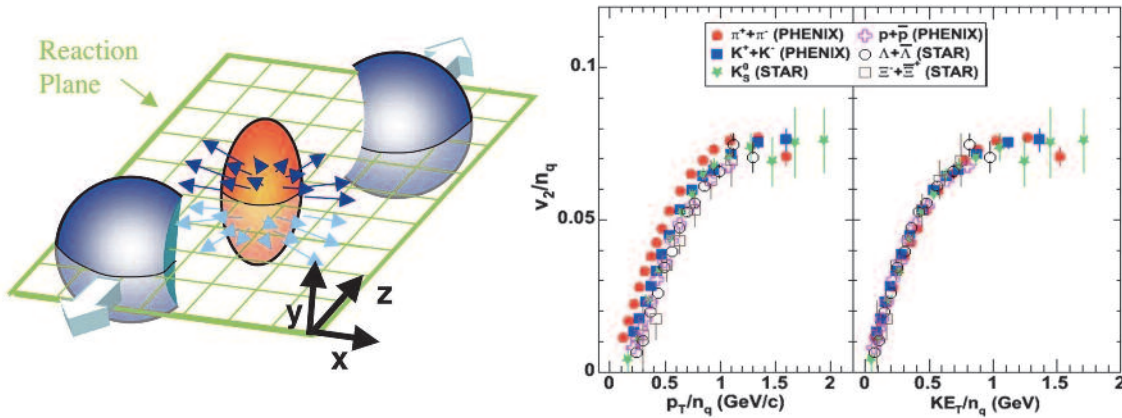 Reaction
Plane
y
z
x
π⁺+π⁻ (PHENIX)
K⁺+K⁻ (PHENIX)
K⁰S (STAR)
p+p̅ (PHENIX)
Λ+Λ̅ (STAR)
Ξ⁻+Ξ̅⁺ (STAR)
v₂/n_q
0.1
0.05
0
0 0.5 1 1.5 2
p_T/n_q (GeV/c)
0 0.5 1 1.5 2
KE_T/n_q (GeV)